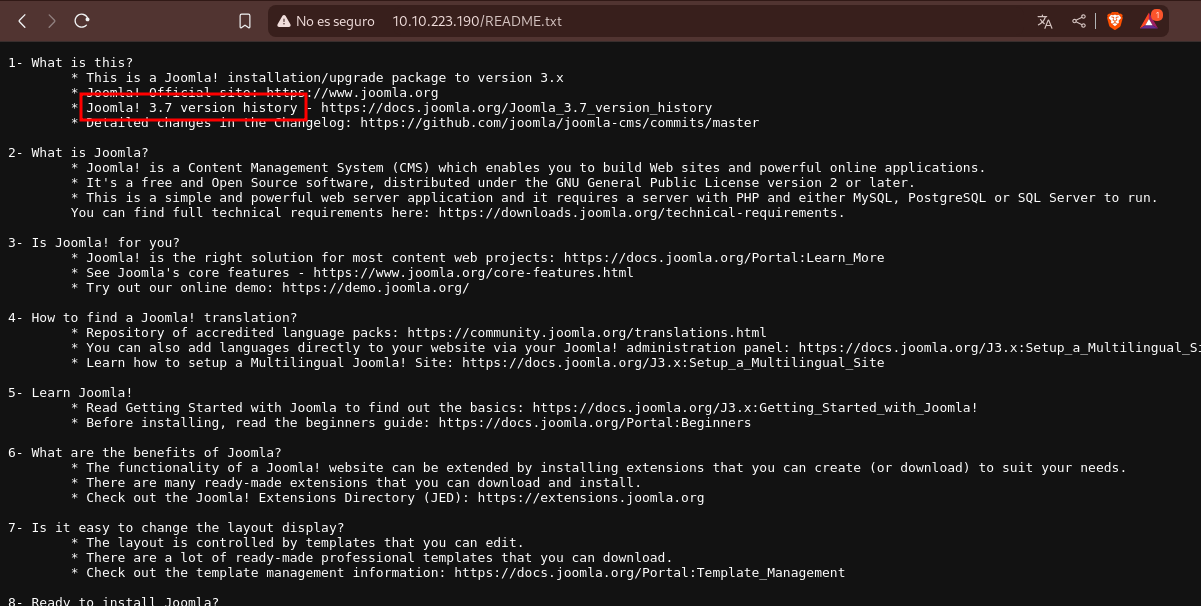 No es seguro 10.10.223.190/README.txt
1
1- What is this?
* This is a Joomla! installation/upgrade package to version 3.x
* Joomla! Official site: https://www.joomla.org
* Joomla! 3.7 version history - https://docs.joomla.org/Joomla_3.7_version_history
* Detailed changes in the Changelog: https://github.com/joomla/joomla-cms/commits/master
2- What is Joomla?
* Joomla! is a Content Management System (CMS) which enables you to build Web sites and powerful online applications.
* It's a free and Open Source software, distributed under the GNU General Public License version 2 or later.
* This is a simple and powerful web server application and it requires a server with PHP and either MySQL, PostgreSQL or SQL Server to run.
You can find full technical requirements here: https://downloads.joomla.org/technical-requirements.
3- Is Joomla! for you?
* Joomla! is the right solution for most content web projects: https://docs.joomla.org/Portal:Learn_More
* See Joomla's core features - https://www.joomla.org/core-features.html
* Try out our online demo: https://demo.joomla.org/
4- How to find a Joomla! translation?
* Repository of accredited language packs: https://community.joomla.org/translations.html
* You can also add languages directly to your website via your Joomla! administration panel: https://docs.joomla.org/J3.x:Setup_a_Multilingual_Si
* Learn how to setup a Multilingual Joomla! Site: https://docs.joomla.org/J3.x:Setup_a_Multilingual_Site
5- Learn Joomla!
* Read Getting Started with Joomla to find out the basics: https://docs.joomla.org/J3.x:Getting_Started_with_Joomla!
* Before installing, read the beginners guide: https://docs.joomla.org/Portal:Beginners
6- What are the benefits of Joomla?
* The functionality of a Joomla! website can be extended by installing extensions that you can create (or download) to suit your needs.
* There are many ready-made extensions that you can download and install.
* Check out the Joomla! Extensions Directory (JED): https://extensions.joomla.org
7- Is it easy to change the layout display?
* The layout is controlled by templates that you can edit.
* There are a lot of ready-made professional templates that you can download.
* Check out the template management information: https://docs.joomla.org/Portal:Template_Management
8- Ready to install Joomla?